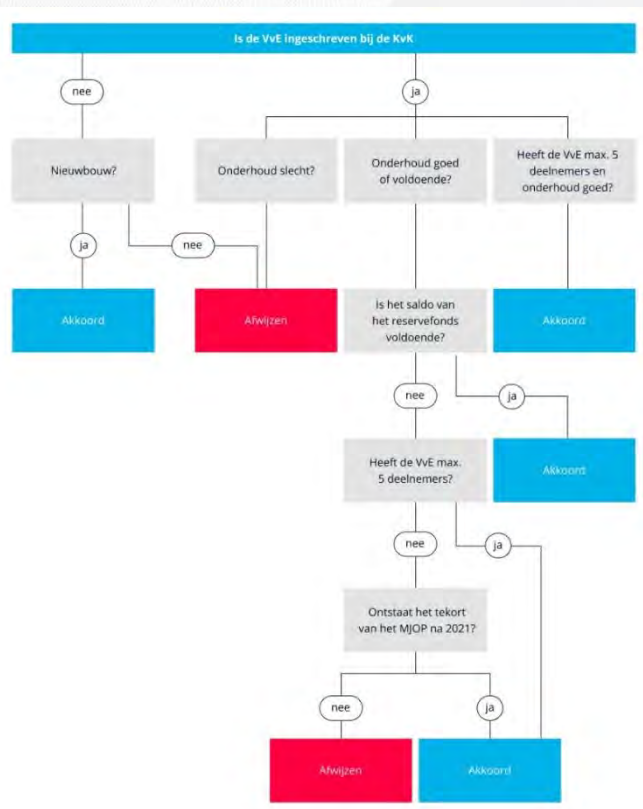 Is de VvE ingeschreven bij de KvK
nee
ja
Nieuwbouw?
Onderhoud slecht?
Onderhoud goed
of voldoende?
Heeft de VvE max. 5
deelnemers en
onderhoud goed?
ja
nee
Akkoord
Afwijzen
Is het saldo van
het reservefonds
voldoende?
Akkoord
nee
ja
Heeft de VvE max.
5 deelnemers?
Akkoord
nee
ja
Ontstaat het tekort
van het MJOP na 2021?
nee
ja
Afwijzen
Akkoord